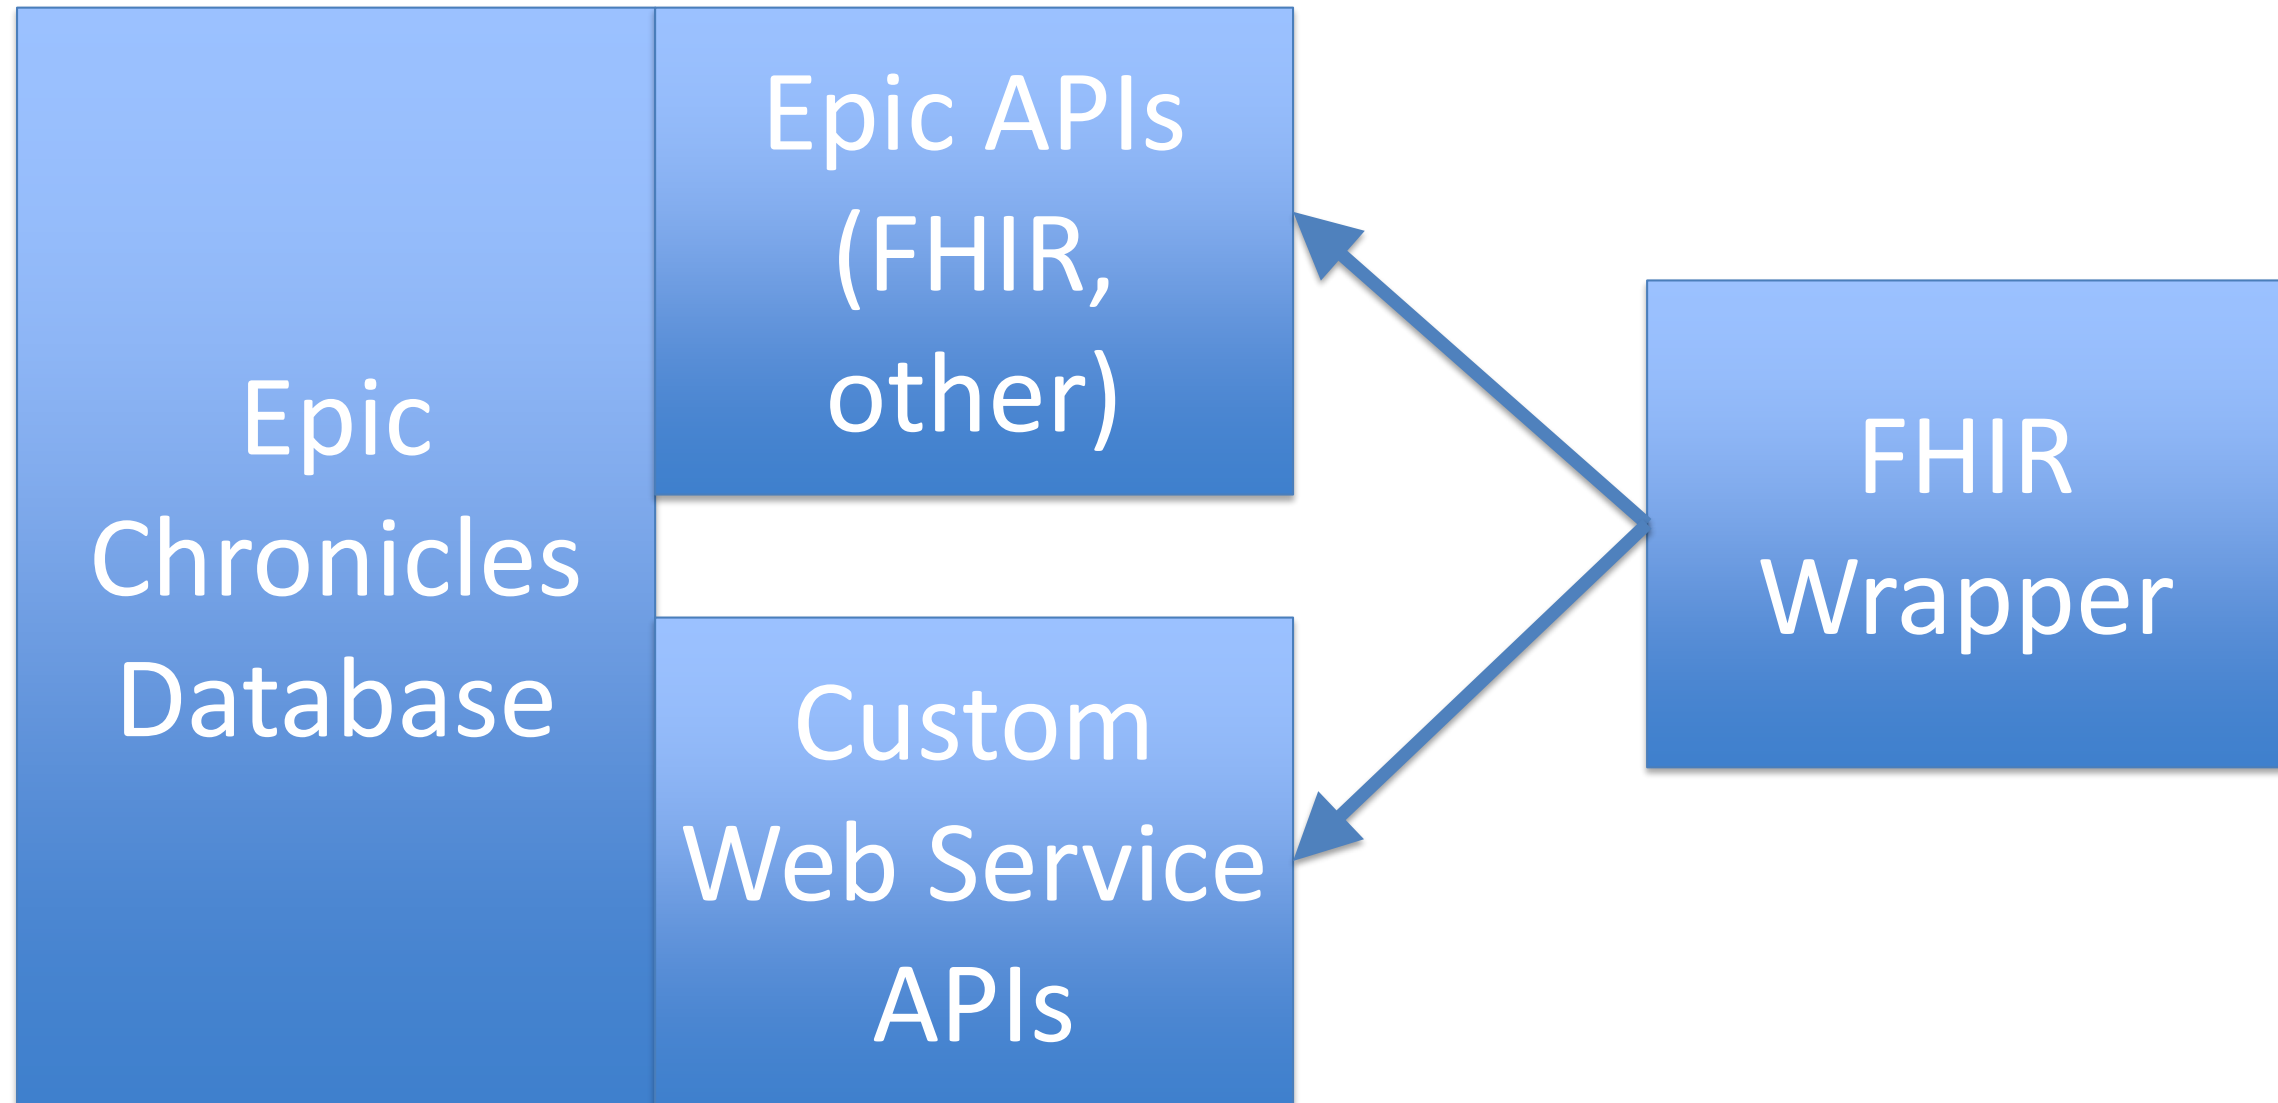 Epic
Chronicles
Database
Epic APIs
(FHIR,
other)
Custom
Web Service
APIs
FHIR
Wrapper